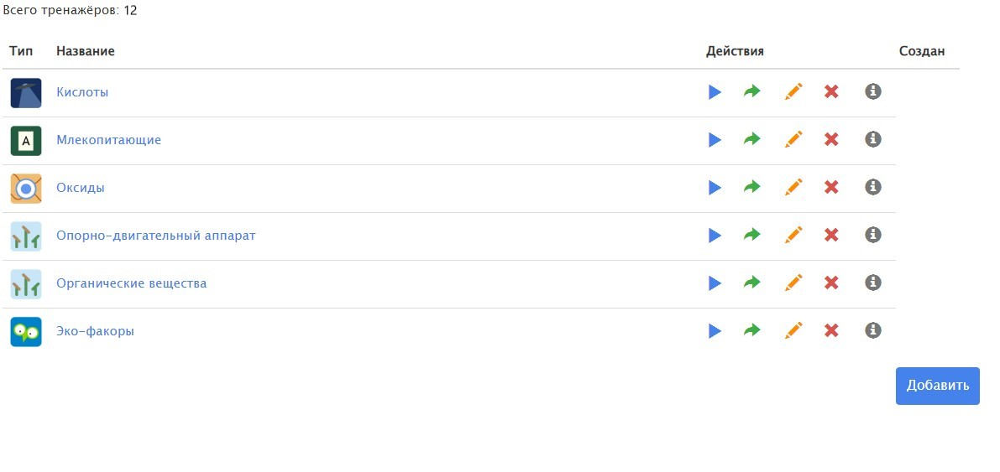 Всего тренажёров: 12
Тип Название Действия Создан
Кислоты
A Млекопитающие
Оксиды
Опорно-двигательный аппарат
Органические вещества
Эко-факоры
Добавить